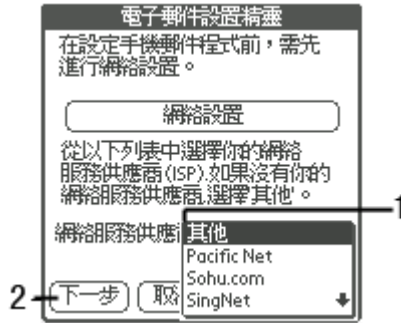 電子郵件設置精靈
在設定手機郵件程式前，需先
進行網絡設置。
網絡設置
從以下列表中選擇你的網絡
服務供應商(ISP).如果沒有你的
網絡服務供應商,選擇其他'。
網絡服務供應
其他
1
Pacific Net
Sohu.com
SingNet
2
下一步
取